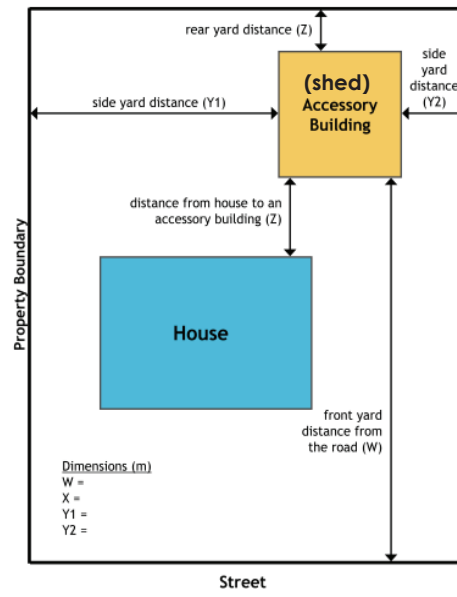 rear yard distance (Z)
(shed)
Accessory
Building
side
yard
distance
(Y2)
side yard distance (Y1)
distance from house to an
accessory building (Z)
Property Boundary
House
front yard
distance from
the road (W)
Dimensions (m)
W =
X =
Y1 =
Y2 =
Street